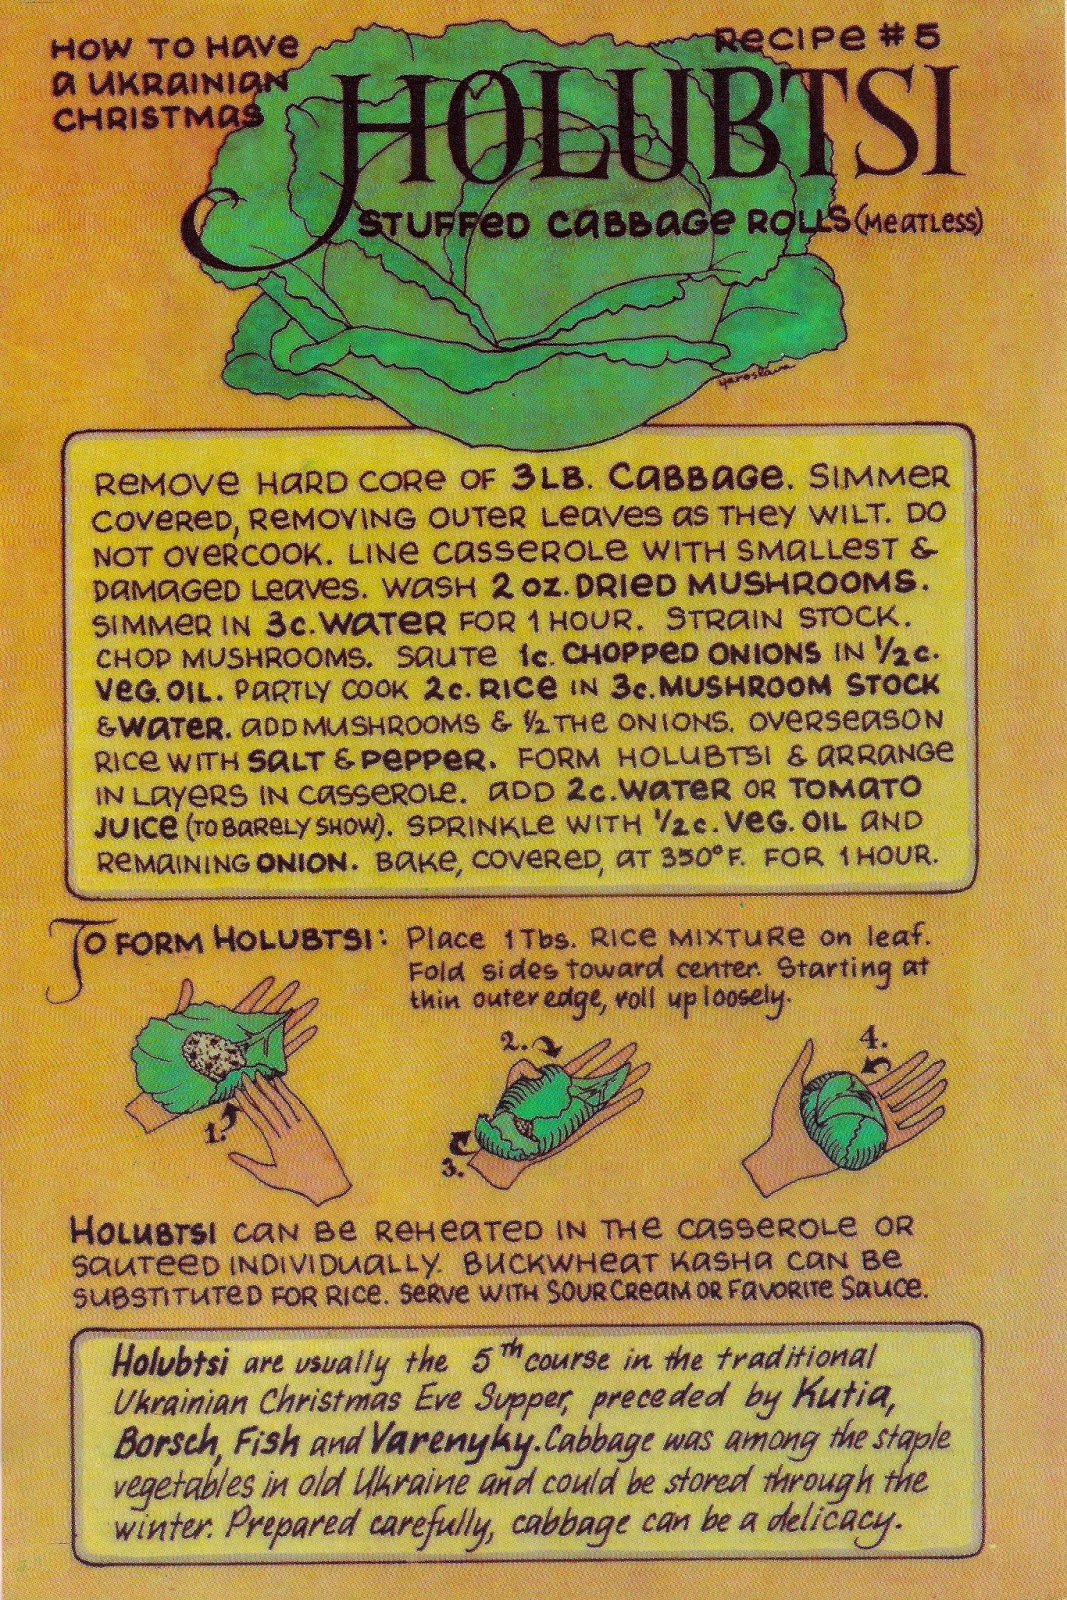 HOW TO HAVE
A UKRAINIAN
CHRISTMAS
RECIPE #5
HOLUBTSI
STUFFED CABBAGE ROLLS (MEATLESS)
yaroslava
REMOVE HARD CORE OF 3LB. CABBAGE. SIMMER
COVERED, REMOVING OUTER LEAVES AS THEY WILT. DO
NOT OVERCOOK. LINE CASSEROLE WITH SMALLEST &
DAMAGED LEAVES. WASH 2 OZ. DRIED MUSHROOMS.
SIMMER IN 3C. WATER FOR 1 HOUR. STRAIN STOCK.
CHOP MUSHROOMS. SAUTE 1C. CHOPPED ONIONS IN ½ C.
VEG. OIL. PARTLY COOK 2C. RICE IN 3C. MUSHROOM STOCK
& WATER. ADD MUSHROOMS & ½ THE ONIONS. OVERSEASON
RICE WITH SALT & PEPPER. FORM HOLUBTSI & ARRANGE
IN LAYERS IN CASSEROLE. ADD 2C. WATER OR TOMATO
JUICE (TO BARELY SHOW). SPRINKLE WITH ½ C. VEG. OIL AND
REMAINING ONION. BAKE, COVERED, AT 350° F. FOR 1 HOUR.
TO FORM HOLUBTSI: Place 1 Tbs. RICE MIXTURE on leaf.
Fold sides toward center. Starting at
thin outer edge, roll up loosely.
1.
2.
3.
4.
HOLUBTSI CAN BE REHEATED IN THE CASSEROLE OR
SAUTEED INDIVIDUALLY. BUCKWHEAT KASHA CAN BE
SUBSTITUTED FOR RICE. SERVE WITH SOUR CREAM OR FAVORITE SAUCE.
Holubtsi are usually the 5th course in the traditional
Ukrainian Christmas Eve Supper, preceded by Kutia,
Borsch, Fish and Varenyky. Cabbage was among the staple
vegetables in old Ukraine and could be stored through the
winter. Prepared carefully, cabbage can be a delicacy.